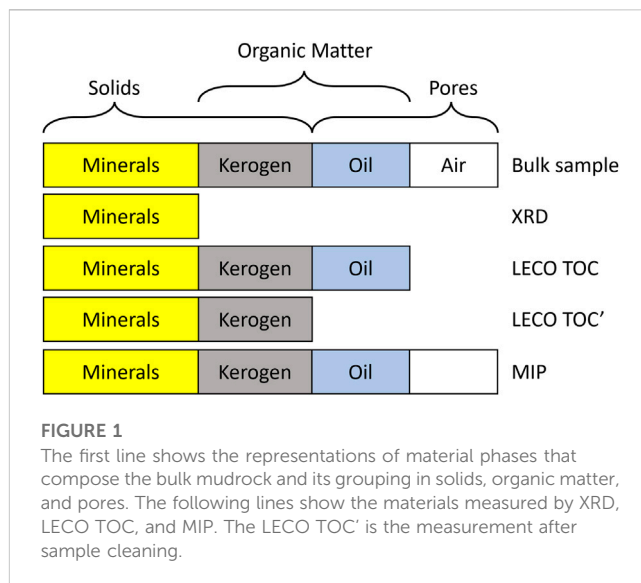 Organic Matter
Solids Pores
Minerals Kerogen Oil Air Bulk sample
Minerals XRD
Minerals Kerogen Oil LECO TOC
Minerals Kerogen LECO TOC’
Minerals Kerogen Oil MIP
FIGURE 1
The first line shows the representations of material phases that
compose the bulk mudrock and its grouping in solids, organic matter,
and pores. The following lines show the materials measured by XRD,
LECO TOC, and MIP. The LECO TOC’ is the measurement after
sample cleaning.